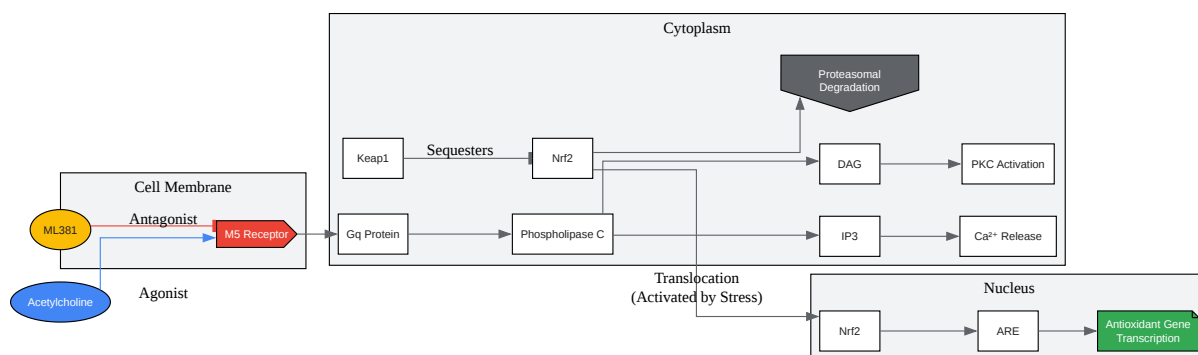 Cytoplasm
Proteasomal
Degradation
Keap1
Sequesters
Nrf2
DAG
PKC Activation
Cell Membrane
ML381
Antagonist
M5 Receptor
Gq Protein
Phospholipase C
IP3
Ca²⁺ Release
Acetylcholine
Agonist
Translocation
(Activated by Stress)
Nucleus
Nrf2
ARE
Antioxidant Gene
Transcription